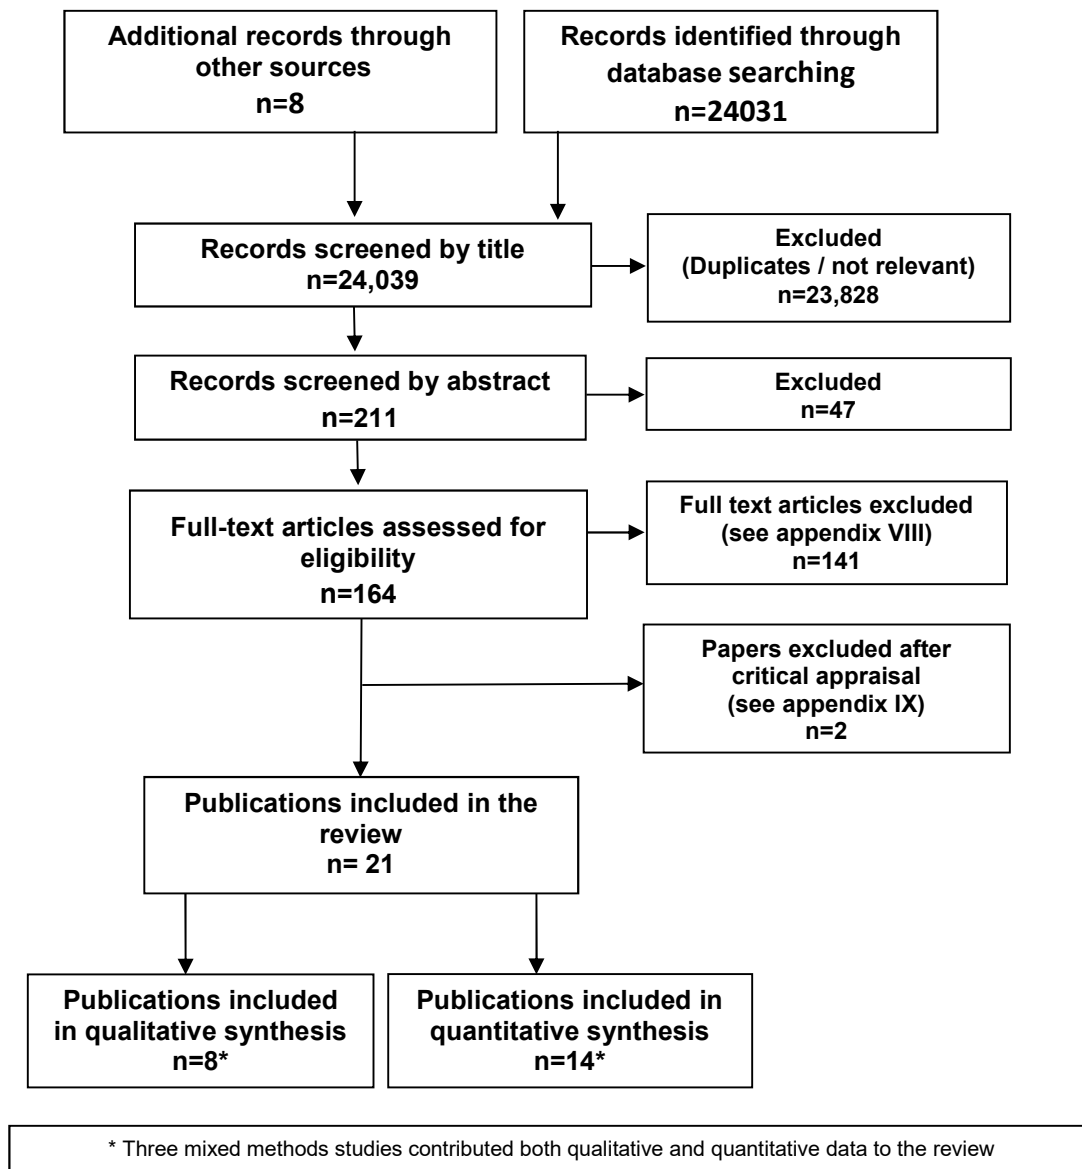 Additional records through
other sources
n=8
Records identified through
database searching
n=24031
Records screened by title
n=24,039
Excluded
(Duplicates / not relevant)
n=23,828
Records screened by abstract
n=211
Excluded
n=47
Full-text articles assessed for
eligibility
n=164
Full text articles excluded
(see appendix VIII)
n=141
Papers excluded after
critical appraisal
(see appendix IX)
n=2
Publications included in the
review
n= 21
Publications included
in qualitative synthesis
n=8*
Publications included in
quantitative synthesis
n=14*
* Three mixed methods studies contributed both qualitative and quantitative data to the review